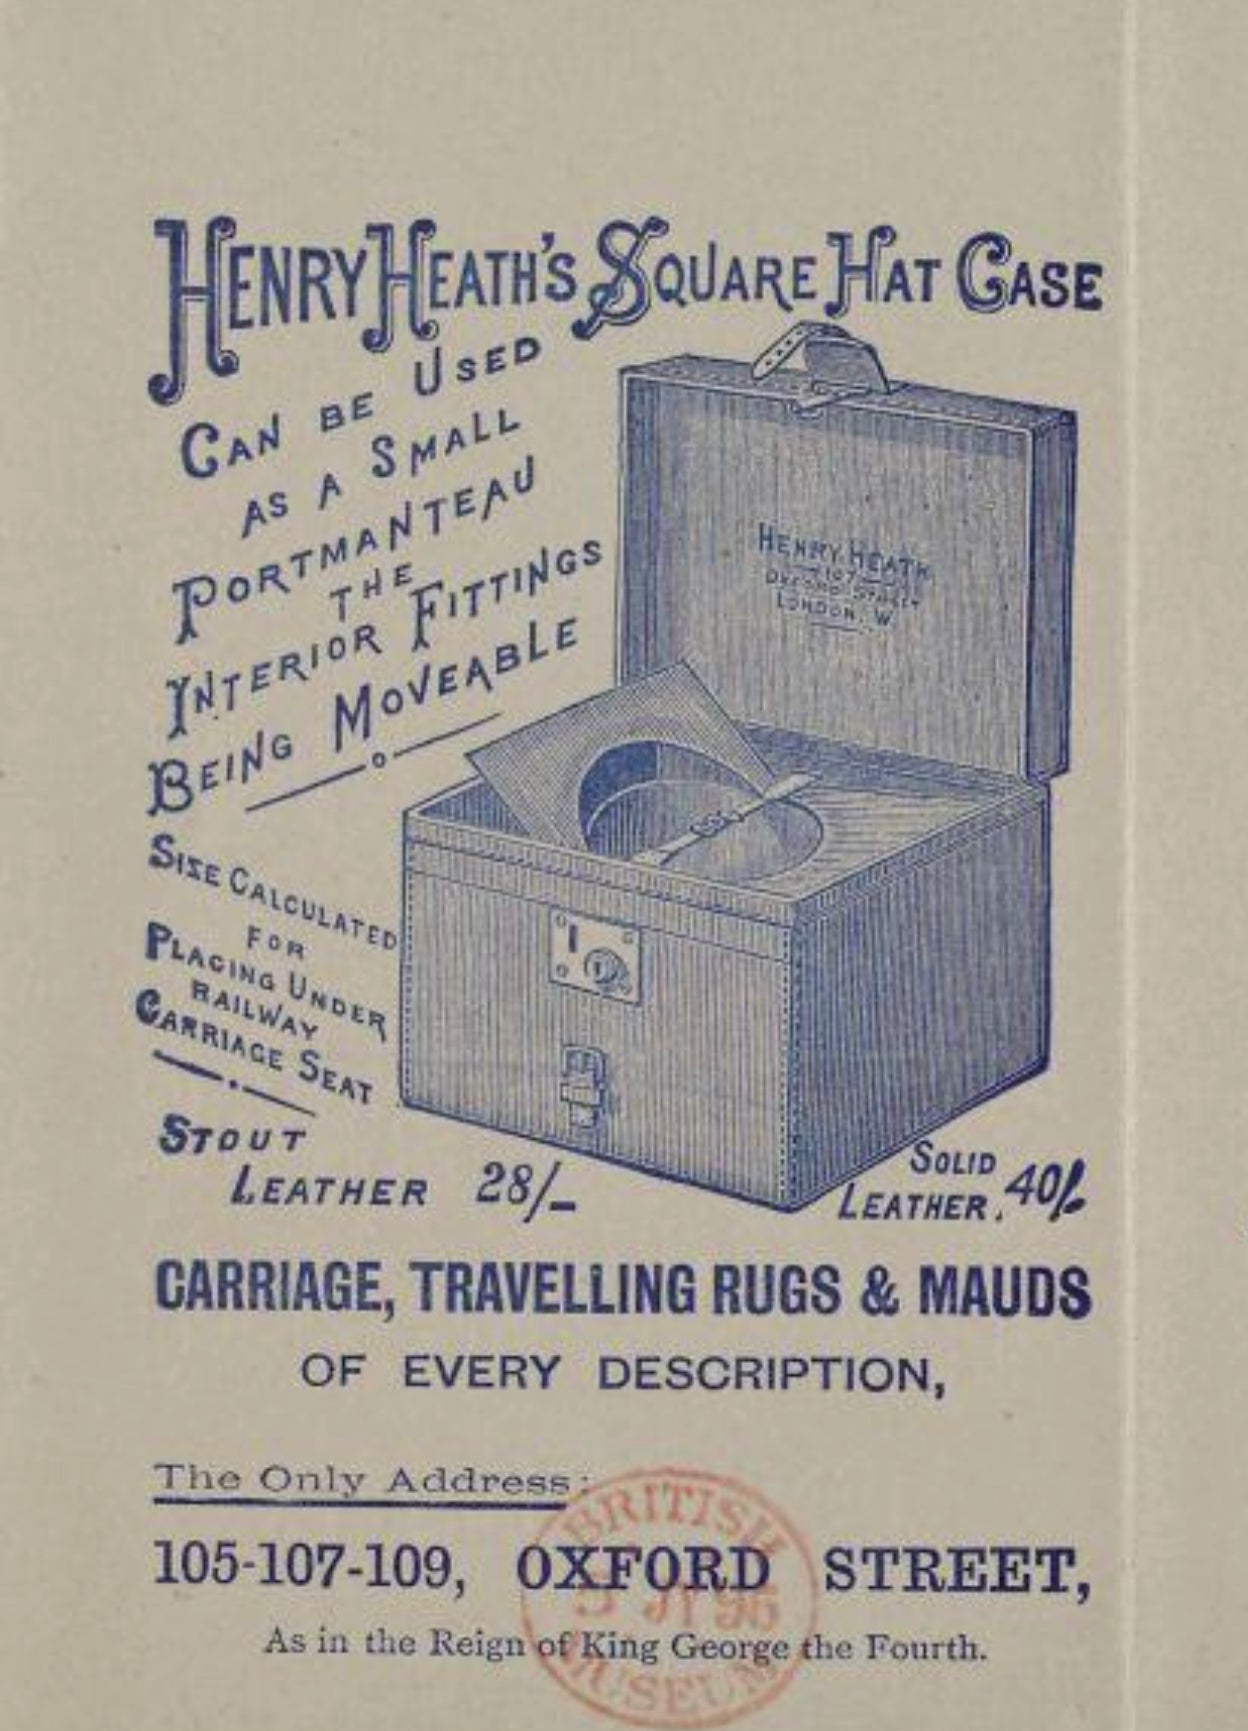 HENRY HEATH'S SQUARE HAT CASE
CAN BE USED
AS A SMALL
PORTMANTEAU
THE
INTERIOR FITTINGS
BEING MOVEABLE
SIZE CALCULATED
FOR
PLACING UNDER
RAILWAY
CARRIAGE SEAT
HENRY HEATH
107
OXFORD STREET
LONDON. W
STOUT
LEATHER 28/-
SOLID
LEATHER. 40/-
CARRIAGE, TRAVELLING RUGS & MAUDS
OF EVERY DESCRIPTION,
The Only Address:
105-107-109, OXFORD STREET,
As in the Reign of King George the Fourth.
BRITISH
JY 96
MUSEUM